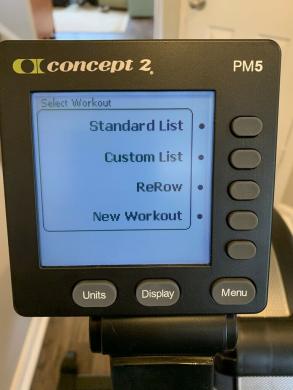 concept 2.
PM5
Select Workout
Standard List
Custom List
ReRow
New Workout
Units Display Menu